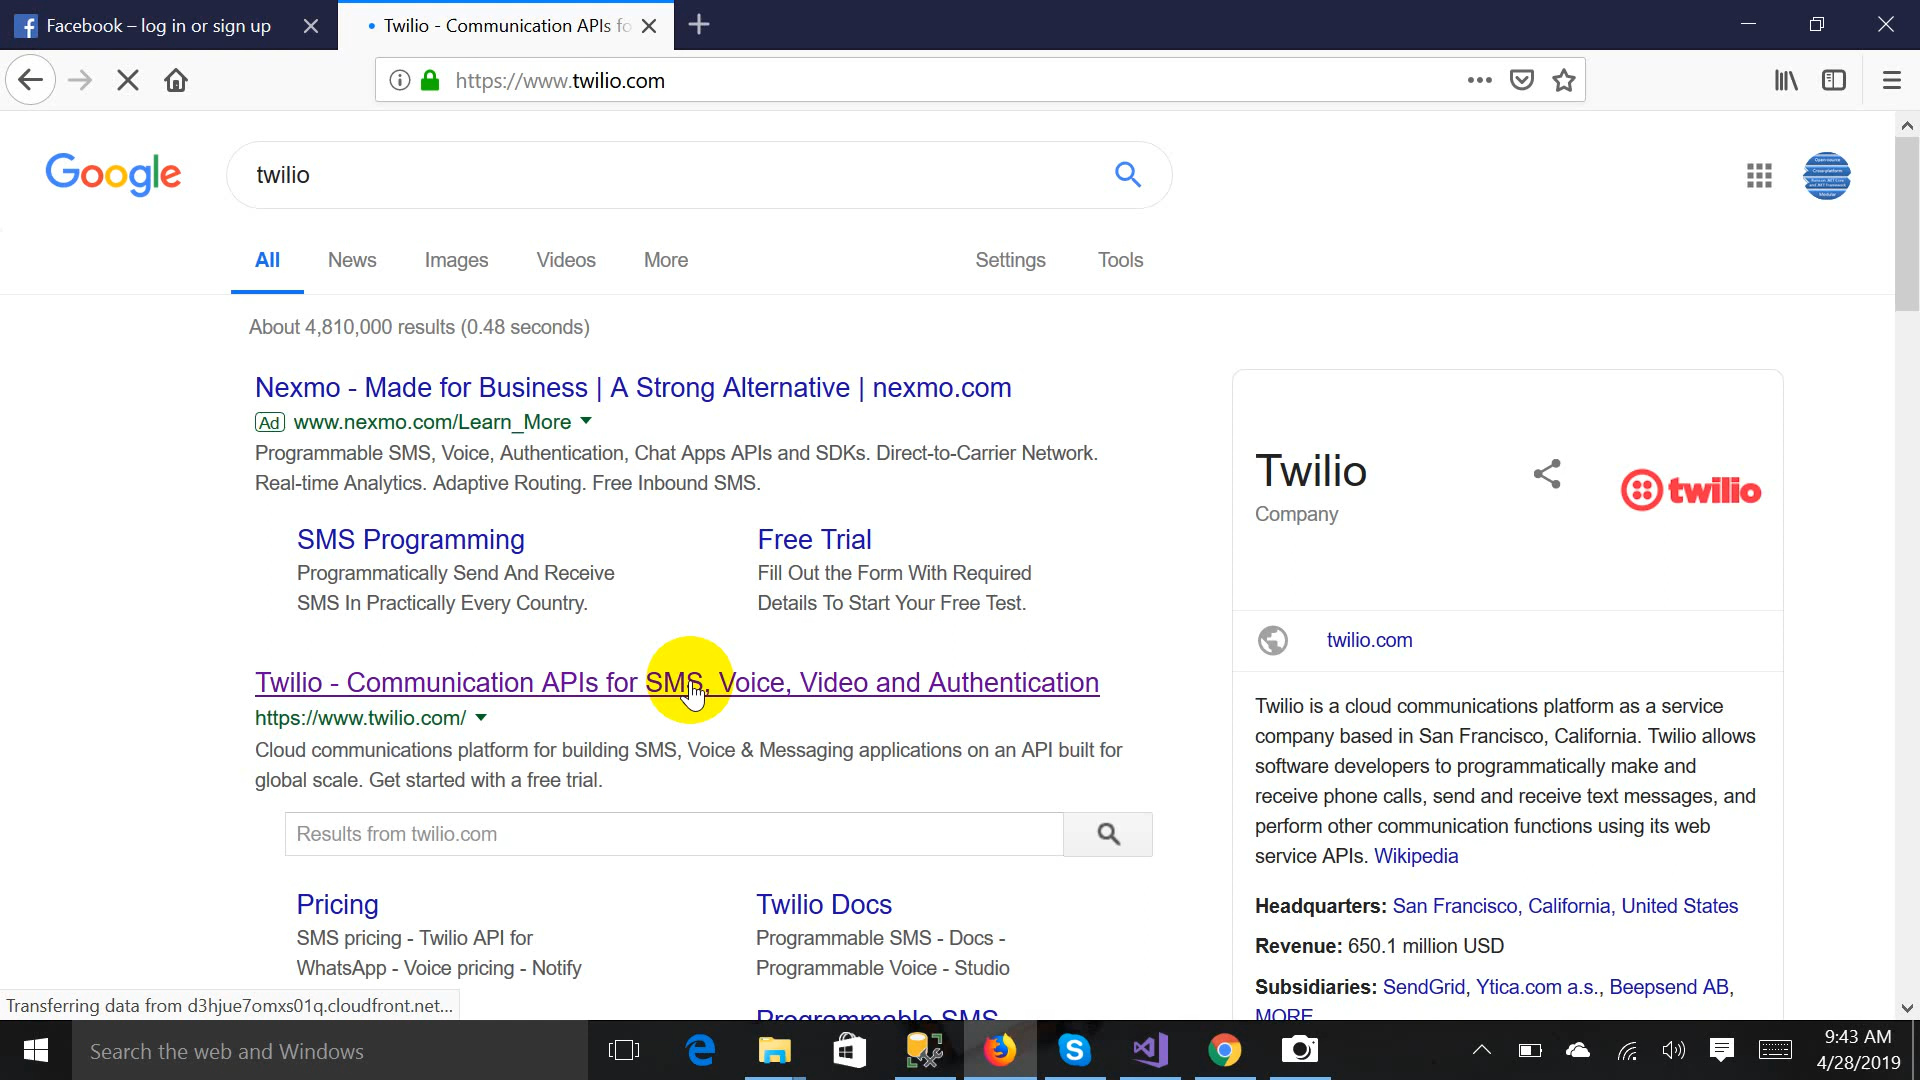 Facebook – log in or sign up
Twilio - Communication APIs fo
https://www.twilio.com
Google
twilio
All
News
Images
Videos
More
Settings
Tools
About 4,810,000 results (0.48 seconds)
Nexmo - Made for Business | A Strong Alternative | nexmo.com
Ad www.nexmo.com/Learn_More
Programmable SMS, Voice, Authentication, Chat Apps APIs and SDKs. Direct-to-Carrier Network.
Real-time Analytics. Adaptive Routing. Free Inbound SMS.
SMS Programming
Programmatically Send And Receive
SMS In Practically Every Country.
Free Trial
Fill Out the Form With Required
Details To Start Your Free Test.
Twilio - Communication APIs for SMS, Voice, Video and Authentication
https://www.twilio.com/
Cloud communications platform for building SMS, Voice & Messaging applications on an API built for
global scale. Get started with a free trial.
Results from twilio.com
Pricing
SMS pricing - Twilio API for
WhatsApp - Voice pricing - Notify
Twilio Docs
Programmable SMS - Docs -
Programmable Voice - Studio
Programmable SMS
Twilio
Company
twilio
twilio.com
Twilio is a cloud communications platform as a service
company based in San Francisco, California. Twilio allows
software developers to programmatically make and
receive phone calls, send and receive text messages, and
perform other communication functions using its web
service APIs. Wikipedia
Headquarters: San Francisco, California, United States
Revenue: 650.1 million USD
Subsidiaries: SendGrid, Ytica.com a.s., Beepsend AB,
MORE
Transferring data from d3hjue7omxs01q.cloudfront.net...
Search the web and Windows
9:43 AM
4/28/2019